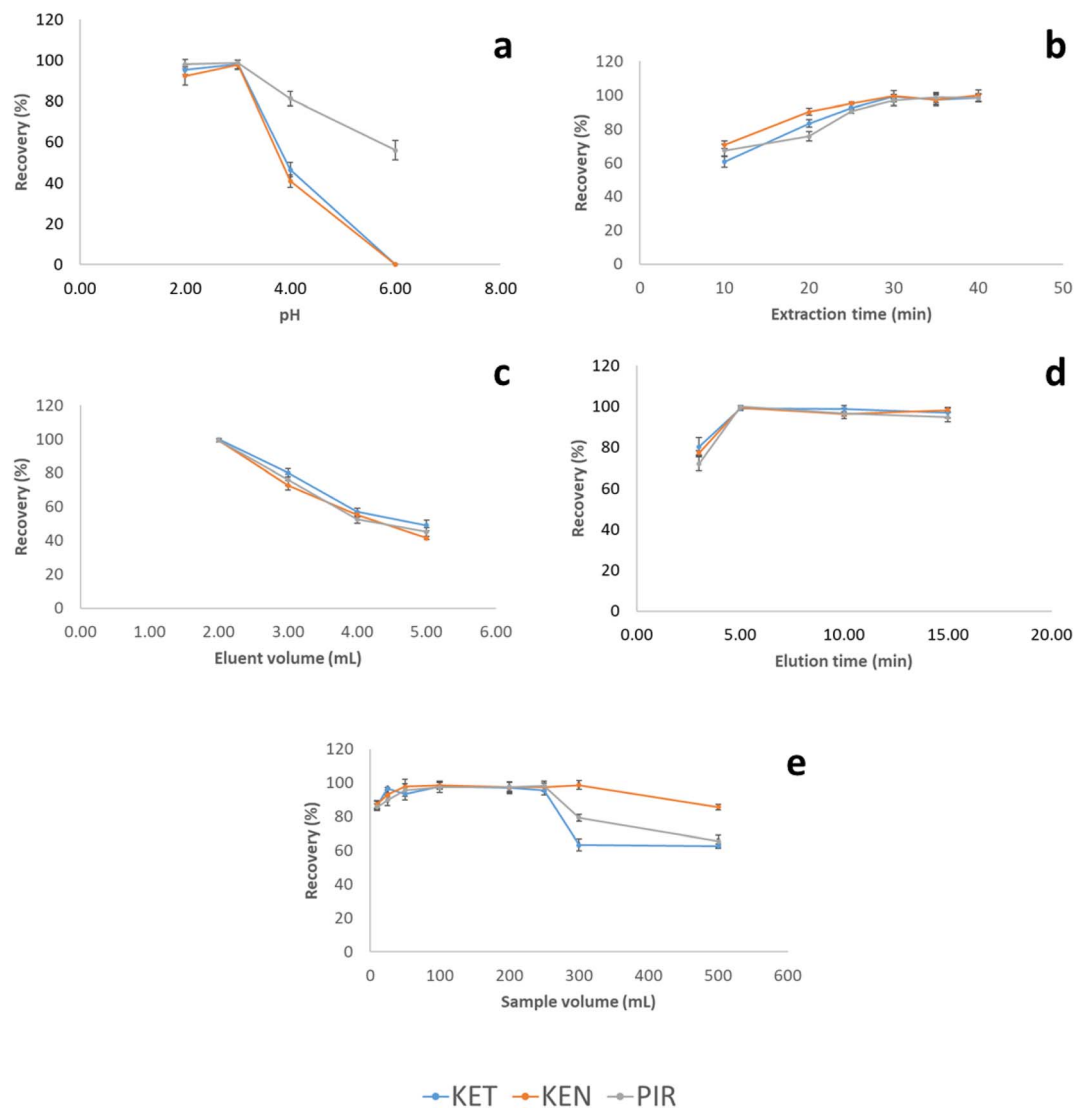 a
120
100
80
60
40
20
0
Recovery (%)
0.00 2.00 4.00 6.00 8.00
pH
b
120
100
80
60
40
20
0
Recovery (%)
0 10 20 30 40 50
Extraction time (min)
c
120
100
80
60
40
20
0
Recovery (%)
0.00 1.00 2.00 3.00 4.00 5.00 6.00
Eluent volume (mL)
d
120
100
80
60
40
20
0
Recovery (%)
0.00 5.00 10.00 15.00 20.00
Elution time (min)
e
120
100
80
60
40
20
0
Recovery (%)
0 100 200 300 400 500 600
Sample volume (mL)
KET KEN PIR